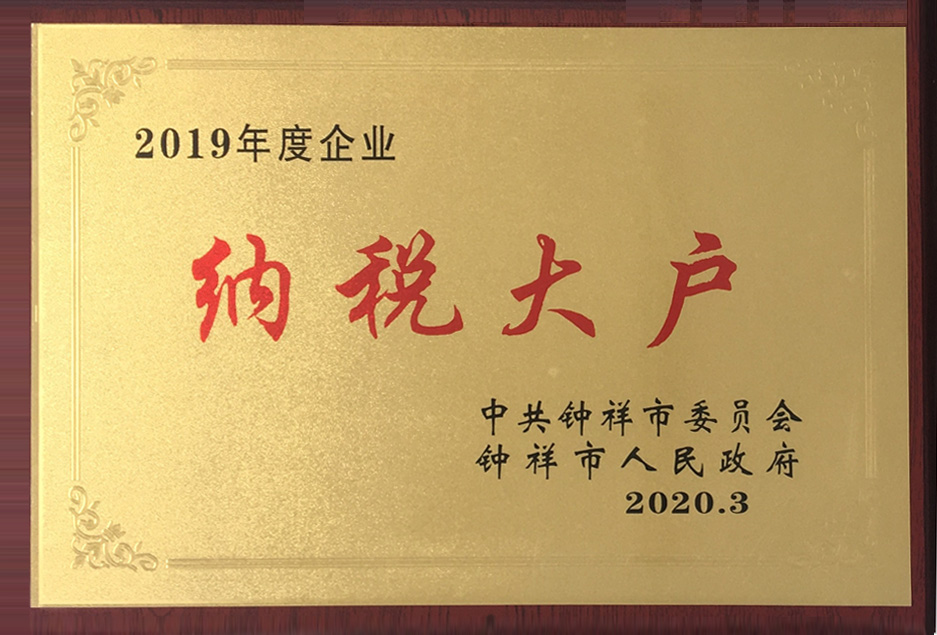 2019年度企业
纳税大户
中共钟祥市委员会
钟祥市人民政府
2020.3